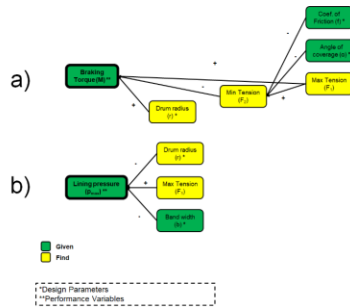 a)
Braking
Torque(M)**
Drum radius
(r)*
Min Tension
(F₂)
Coef. of
Friction (f)*
Angle of
coverage (α)*
Max Tension
(F₁)
+
-
+
-
-
+
b)
Lining pressure
Drum radius
(r)*
Max Tension
(F₁)
Band width
(b)*
-
+
-
Given
Find
*Design Parameters
**Performance Variables